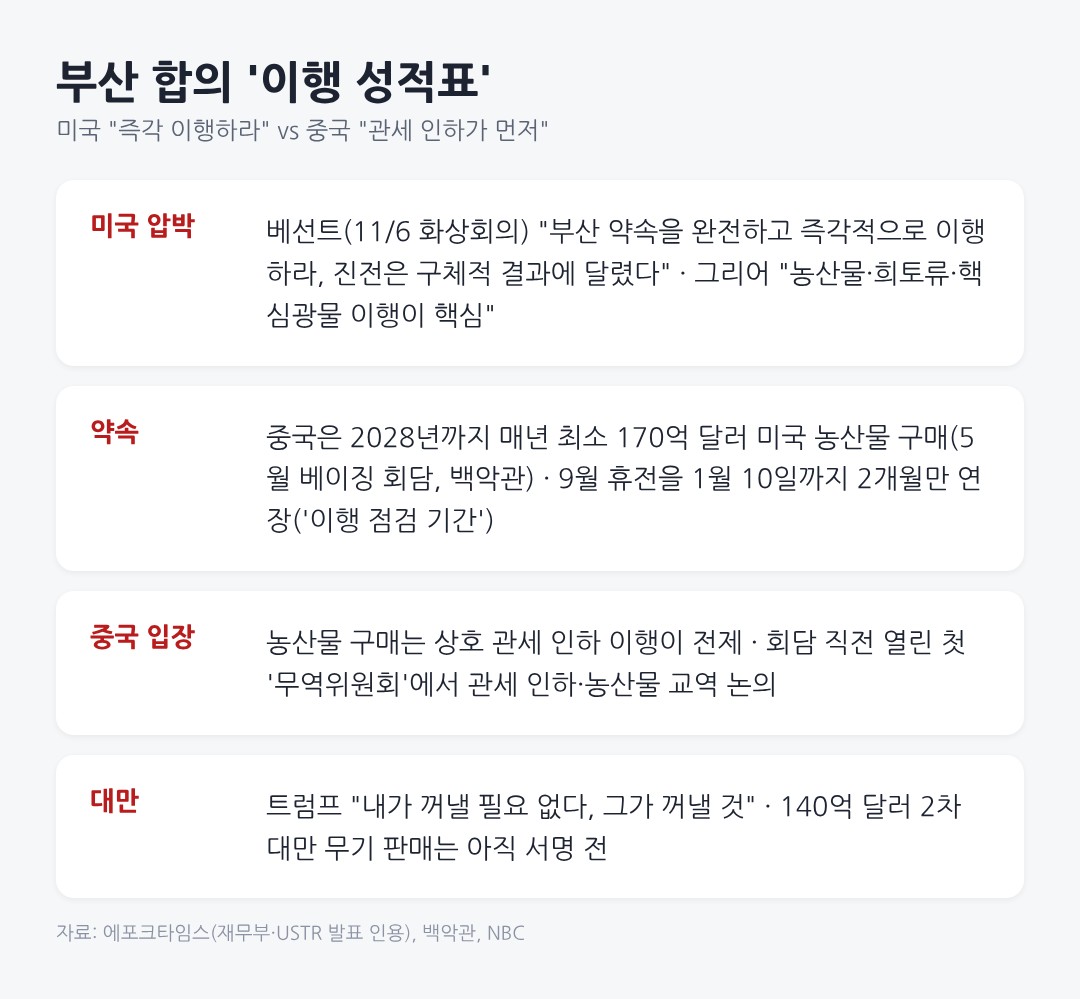 부산 합의 '이행 성적표'
미국 "즉각 이행하라" vs 중국 "관세 인하가 먼저"
미국 압박
베선트(11/6 화상회의) "부산 약속을 완전하고 즉각적으로 이행
하라, 진전은 구체적 결과에 달렸다" · 그리어 "농산물·희토류·핵
심광물 이행이 핵심"
약속
중국은 2028년까지 매년 최소 170억 달러 미국 농산물 구매(5
월 베이징 회담, 백악관) · 9월 휴전을 1월 10일까지 2개월만 연
장('이행 점검 기간')
중국 입장
농산물 구매는 상호 관세 인하 이행이 전제 · 회담 직전 열린 첫
'무역위원회'에서 관세 인하·농산물 교역 논의
대만
트럼프 "내가 꺼낼 필요 없다, 그가 꺼낼 것" · 140억 달러 2차
대만 무기 판매는 아직 서명 전
자료: 에포크타임스(재무부·USTR 발표 인용), 백악관, NBC